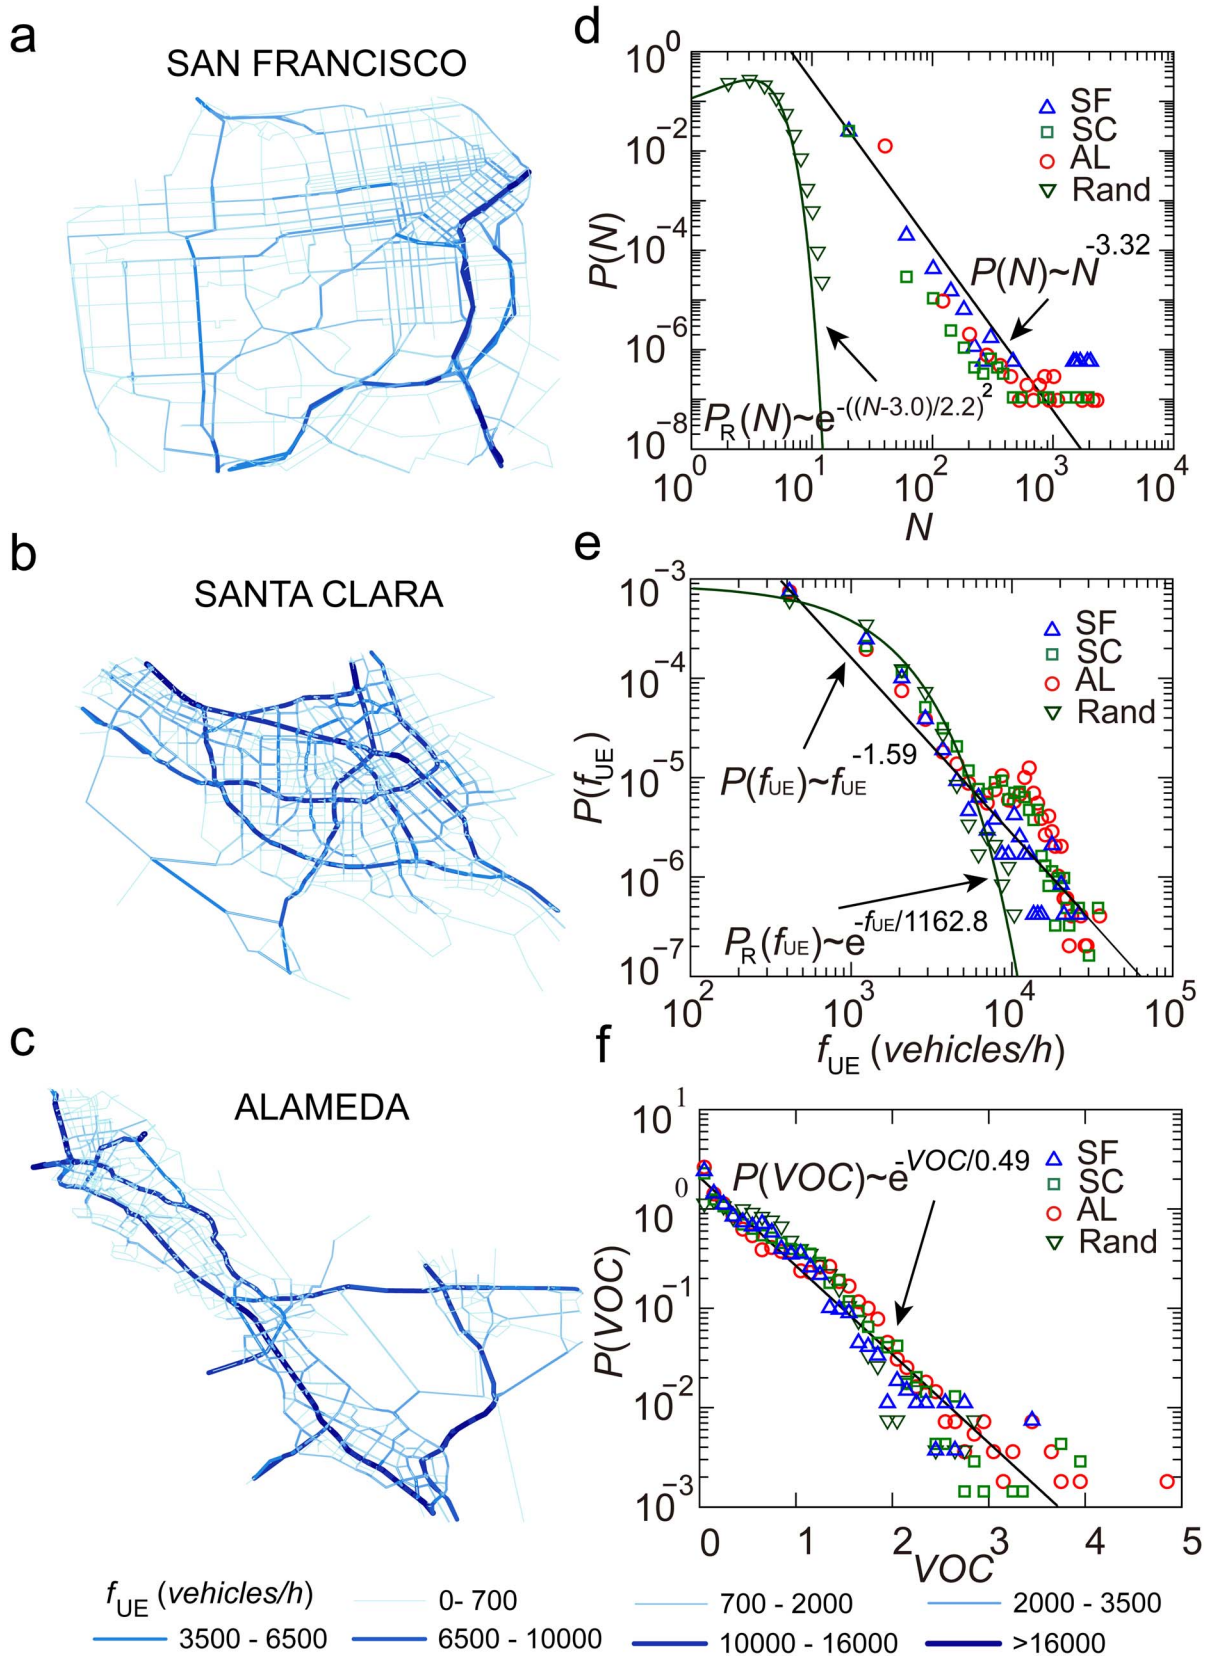 a
SAN FRANCISCO
b
SANTA CLARA
c
ALAMEDA
d
10^0
10^-2
10^-4
10^-6
10^-8
P(N)
SF
SC
AL
Rand
P(N)~N^-3.32
P_R(N)~e^-((N-3.0)/2.2)^2
10^0 10^1 10^2 10^3 10^4
N
e
10^-3
10^-4
10^-5
10^-6
10^-7
P(f_UE)
SF
SC
AL
Rand
P(f_UE)~f_UE^-1.59
P_R(f_UE)~e^-f_UE/1162.8
10^2 10^3 10^4 10^5
f_UE (vehicles/h)
f
10^1
10^0
10^-1
10^-2
10^-3
P(VOC)
P(VOC)~e^-VOC/0.49
SF
SC
AL
Rand
0 1 2 3 4 5
VOC
f_UE (vehicles/h) 0- 700 700 - 2000 2000 - 3500
3500 - 6500 6500 - 10000 10000 - 16000 >16000